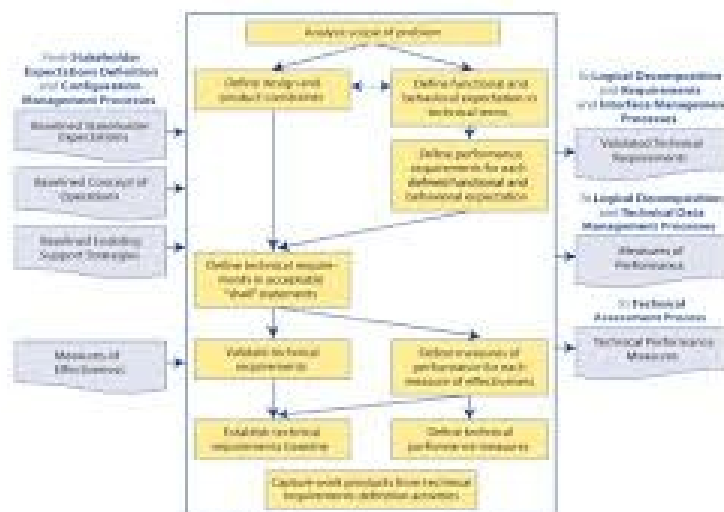 Analyze scope of problem
From Stakeholder
Expectations Definition
and Configuration
Management Processes
Baselined Stakeholder
Expectations
Baselined Concept of
Operations
Baselined Enabling
Support Strategies
Measures of
Effectiveness
Define design and
product constraints
Define functional and
behavioral expectation in
technical terms
Define performance
requirements for each
defined functional and
behavioral expectation
Define technical require-
ments in acceptable
"shall" statements
Validate technical
requirements
Define measures of
performance for each
measure of effectiveness
Establish technical
requirements baseline
Define technical
performance measures
Capture work products from technical
requirements definition activities
To Logical Decomposition
and Requirements
and Interface Management
Processes
Validated Technical
Requirements
To Logical Decomposition
and Technical Data
Management Processes
Measures of
Performance
To Technical
Assessment Process
Technical Performance
Measures